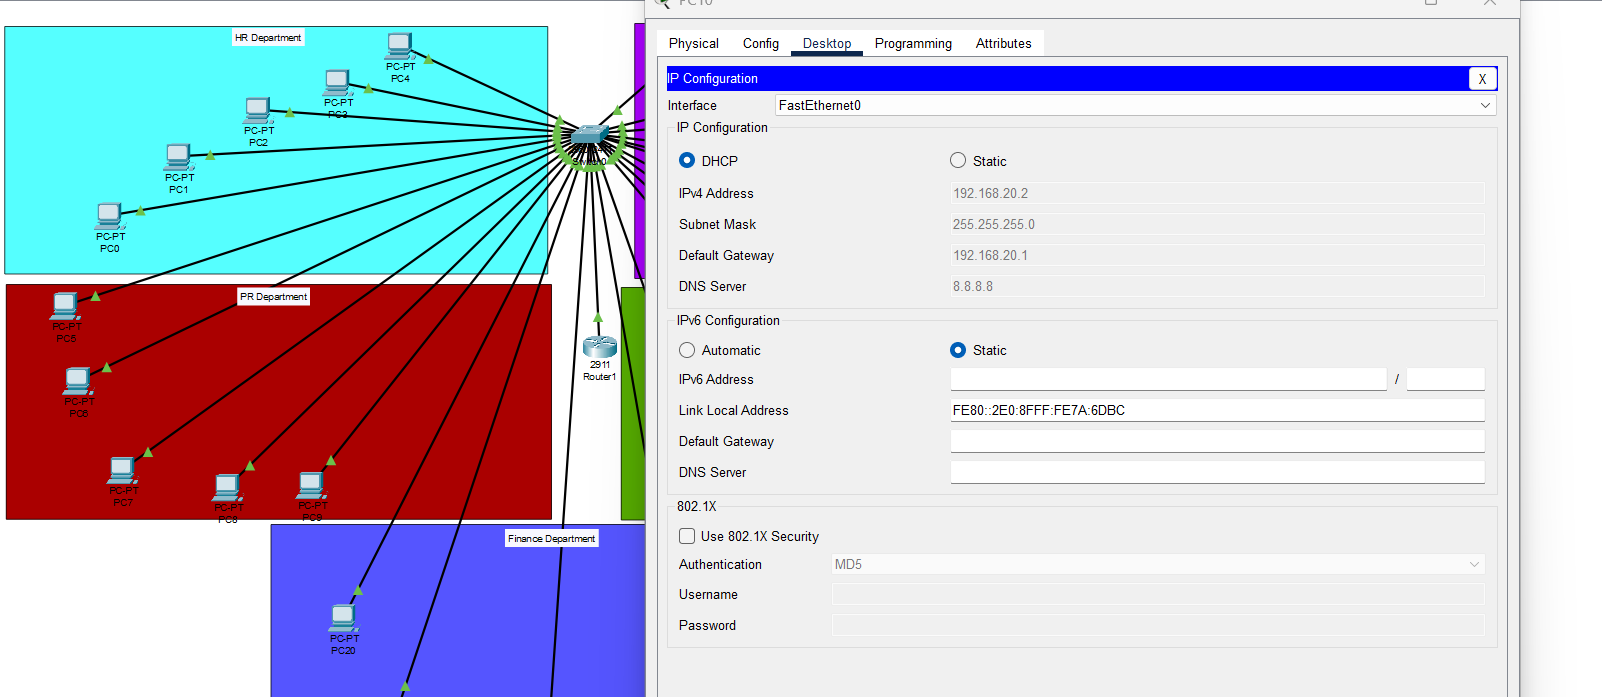 HR Department
PC-PT
PC4
PC-PT
PC3
PC-PT
PC2
PC-PT
PC1
PC-PT
PC0
PR Department
PC-PT
PC5
PC-PT
PC6
PC-PT
PC7
PC-PT
PC8
PC-PT
PC9
2911
Router1
Finance Department
PC-PT
PC20
PC10
Physical
Config
Desktop
Programming
Attributes
IP Configuration
X
Interface
FastEthernet0
IP Configuration
DHCP
Static
IPv4 Address
192.168.20.2
Subnet Mask
255.255.255.0
Default Gateway
192.168.20.1
DNS Server
8.8.8.8
IPv6 Configuration
Automatic
Static
IPv6 Address
/
Link Local Address
FE80::2E0:8FFF:FE7A:6DBC
Default Gateway
DNS Server
802.1X
Use 802.1X Security
Authentication
MD5
Username
Password